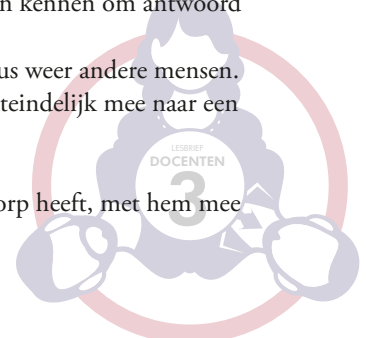 n kennen om antwoord
us weer andere mensen.
teindelijk mee naar een
LESBRIEF
DOCENTEN
3
orp heeft, met hem mee